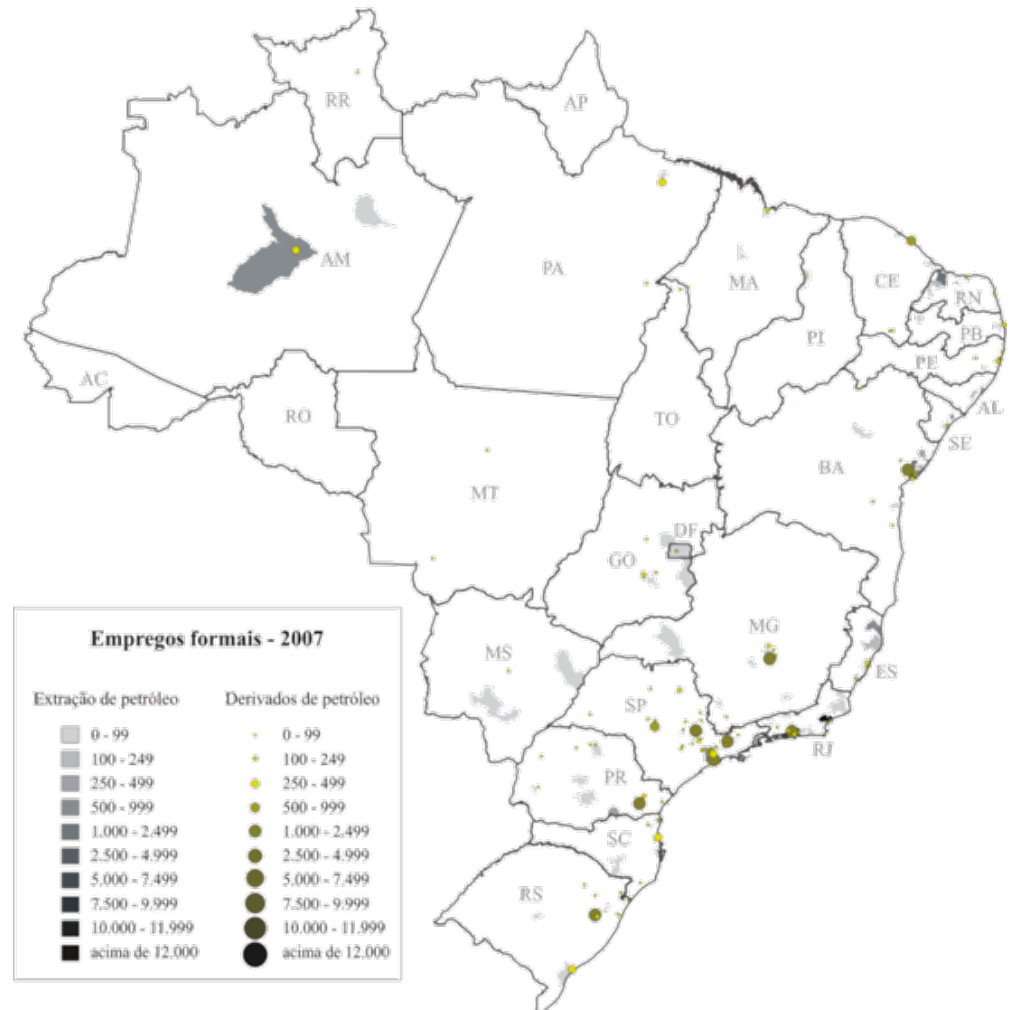 RR
AP
AM
PA
MA
CE
RN
PB
PI
PE
AC
AL
RO
TO
SE
BA
MT
DF
GO
MG
MS
ES
SP
RJ
PR
SC
RS
Empregos formais - 2007
Extração de petróleo Derivados de petróleo
0 - 99 0 - 99
100 - 249 100 - 249
250 - 499 250 - 499
500 - 999 500 - 999
1.000 - 2.499 1.000 - 2.499
2.500 - 4.999 2.500 - 4.999
5.000 - 7.499 5.000 - 7.499
7.500 - 9.999 7.500 - 9.999
10.000 - 11.999 10.000 - 11.999
acima de 12.000 acima de 12.000